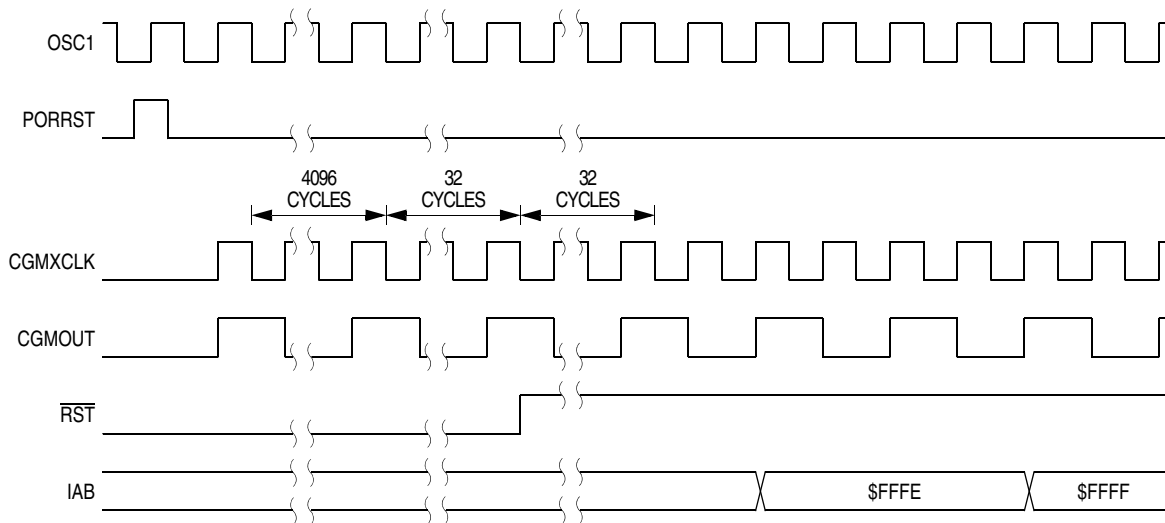 OSC1
PORRST
4096
CYCLES
32
CYCLES
32
CYCLES
CGMXCLK
CGMOUT
RST
IAB
$FFFE
$FFFF